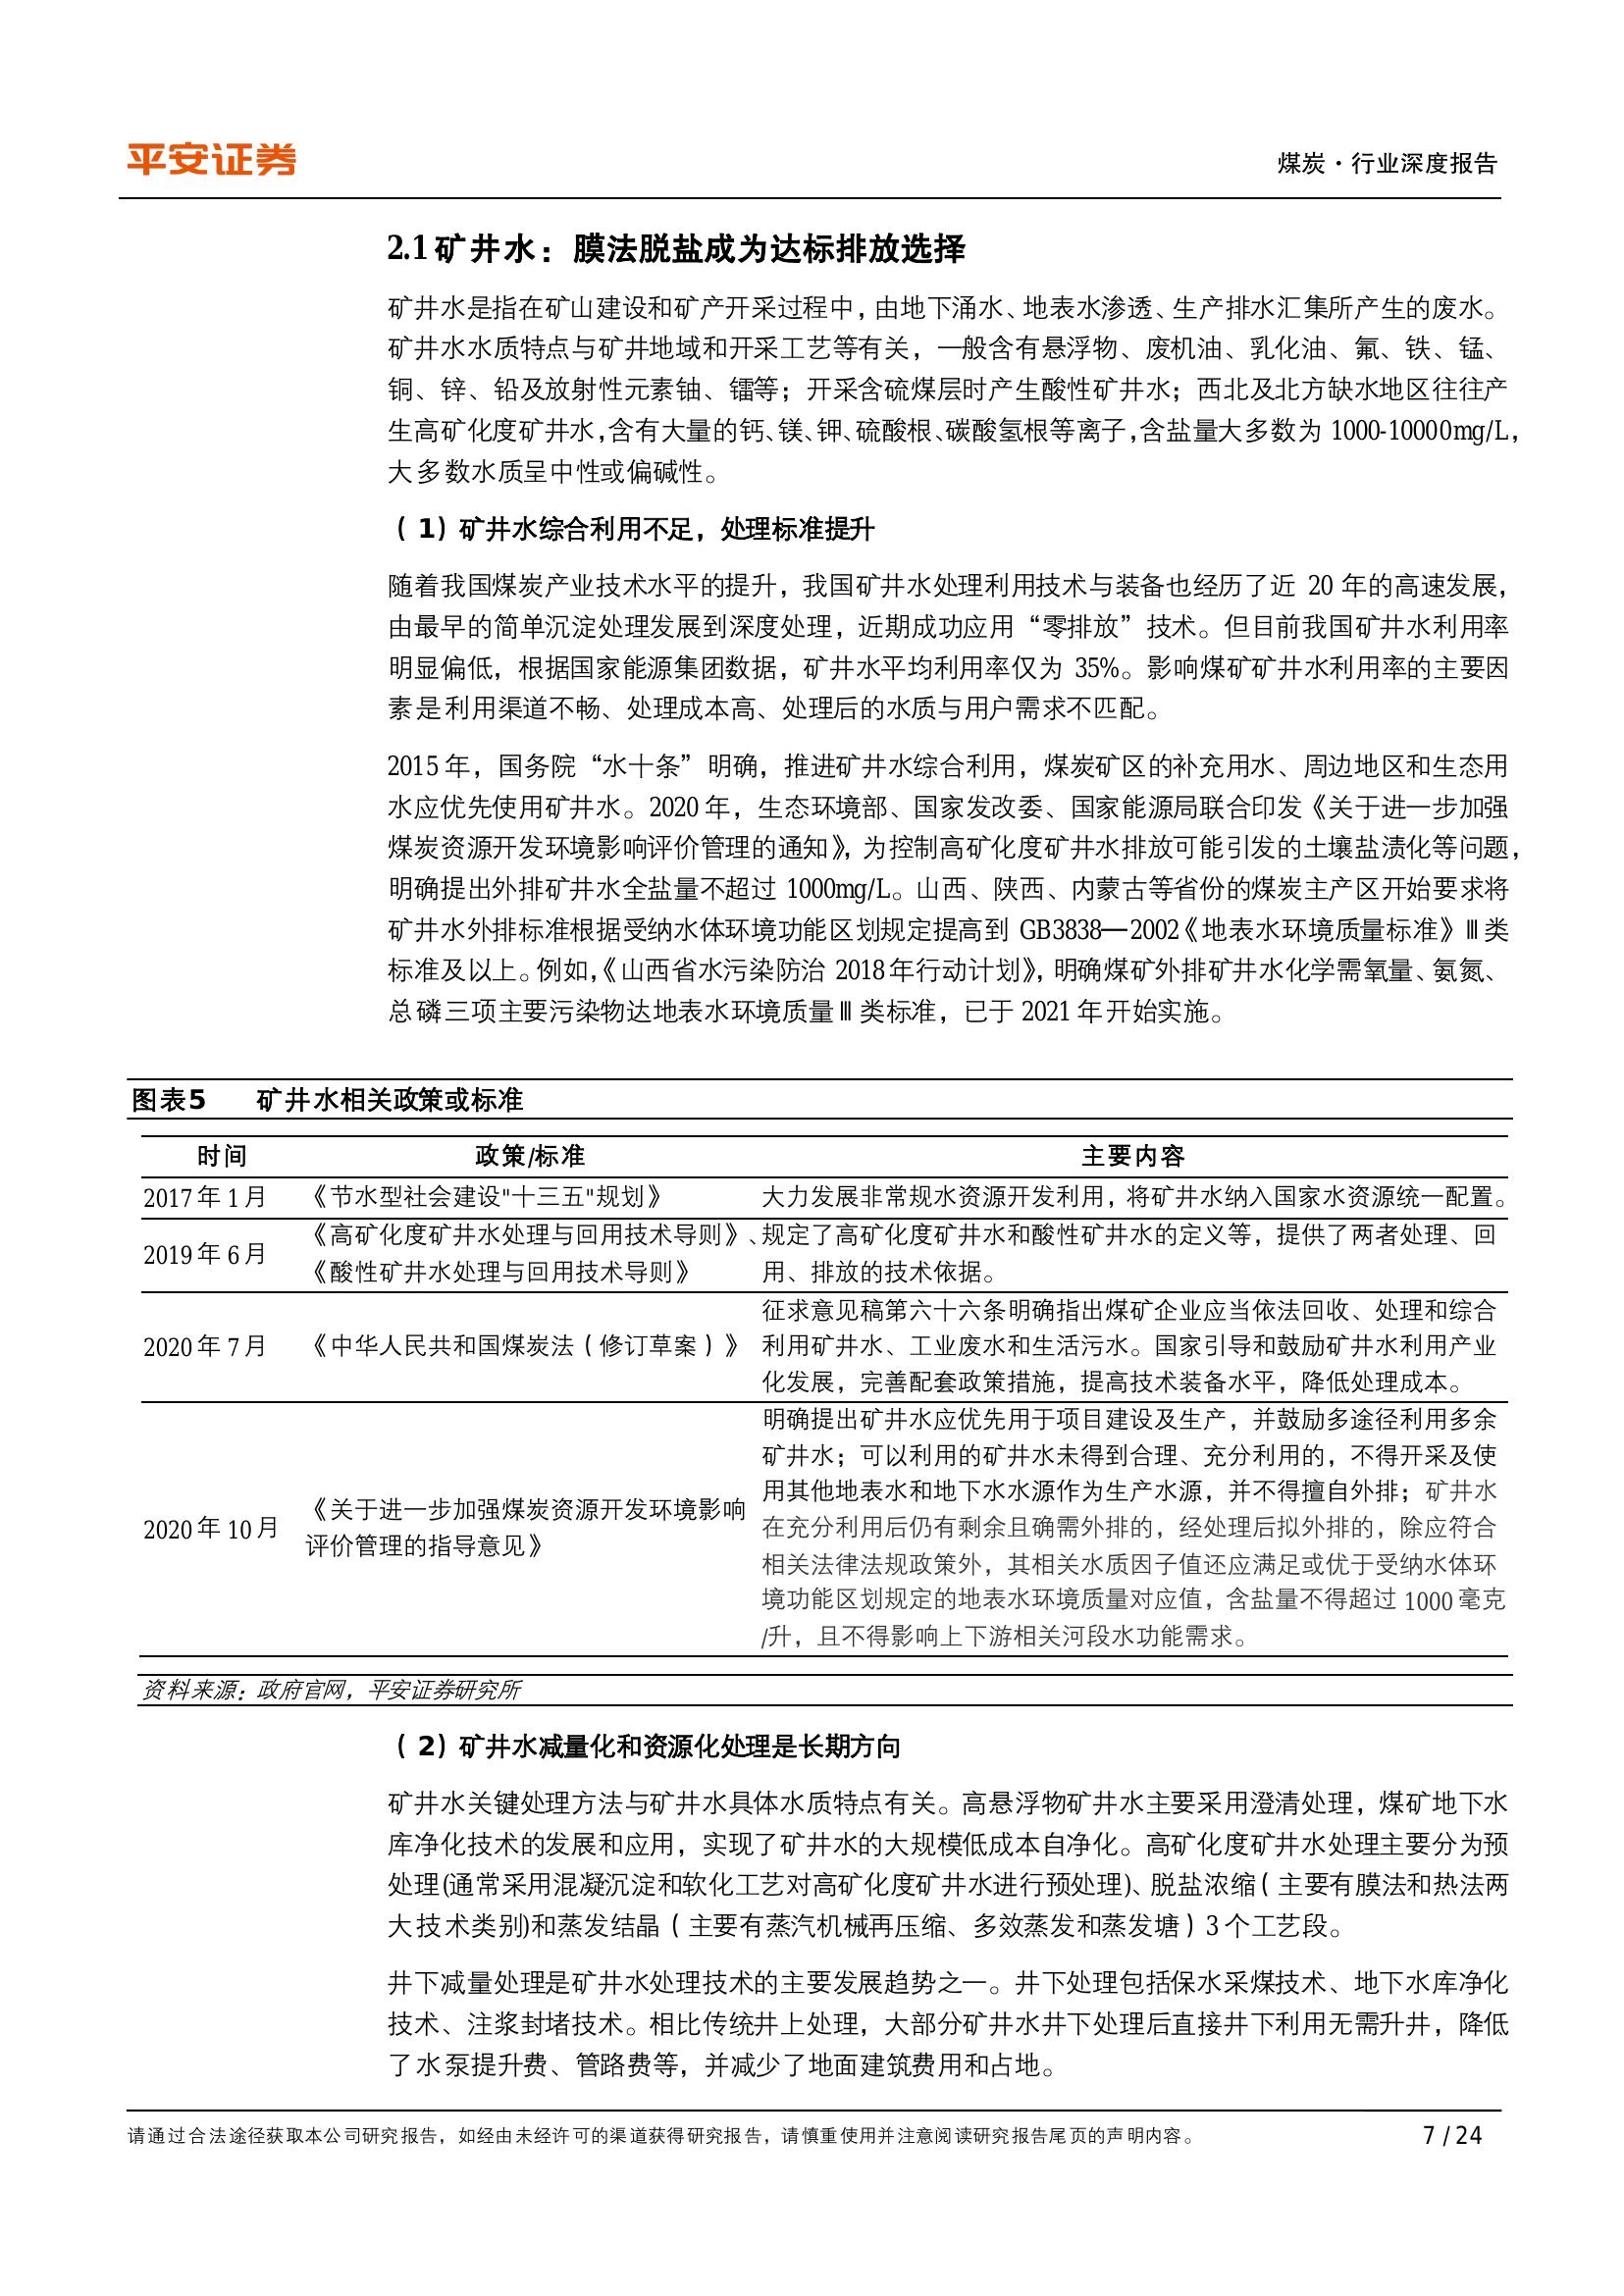 平安证券
煤炭·行业深度报告
2.1 矿井水：膜法脱盐成为达标排放选择
矿井水是指在矿山建设和矿产开采过程中，由地下涌水、地表水渗透、生产排水汇集所产生的废水。
矿井水水质特点与矿井地域和开采工艺等有关，一般含有悬浮物、废机油、乳化油、氟、铁、锰、
铜、锌、铅及放射性元素铀、镭等；开采含硫煤层时产生酸性矿井水；西北及北方缺水地区往往产
生高矿化度矿井水，含有大量的钙、镁、钾、硫酸根、碳酸氢根等离子，含盐量大多数为 1000-10000mg/L，
大多数水质呈中性或偏碱性。
（1）矿井水综合利用不足，处理标准提升
随着我国煤炭产业技术水平的提升，我国矿井水处理利用技术与装备也经历了近 20 年的高速发展，
由最早的简单沉淀处理发展到深度处理，近期成功应用“零排放”技术。但目前我国矿井水利用率
明显偏低，根据国家能源集团数据，矿井水平均利用率仅为 35%。影响煤矿矿井水利用率的主要因
素是利用渠道不畅、处理成本高、处理后的水质与用户需求不匹配。
2015 年，国务院“水十条”明确，推进矿井水综合利用，煤炭矿区的补充用水、周边地区和生态用
水应优先使用矿井水。2020 年，生态环境部、国家发改委、国家能源局联合印发《关于进一步加强
煤炭资源开发环境影响评价管理的通知》，为控制高矿化度矿井水排放可能引发的土壤盐渍化等问题，
明确提出外排矿井水全盐量不超过 1000mg/L。山西、陕西、内蒙古等省份的煤炭主产区开始要求将
矿井水外排标准根据受纳水体环境功能区划规定提高到 GB3838—2002《地表水环境质量标准》Ⅲ类
标准及以上。例如，《山西省水污染防治 2018 年行动计划》，明确煤矿外排矿井水化学需氧量、氨氮、
总磷三项主要污染物达地表水环境质量Ⅲ类标准，已于 2021 年开始实施。
图表5 矿井水相关政策或标准
时间 政策/标准 主要内容
2017 年 1 月 《节水型社会建设"十三五"规划》 大力发展非常规水资源开发利用，将矿井水纳入国家水资源统一配置。
2019 年 6 月 《高矿化度矿井水处理与回用技术导则》、 规定了高矿化度矿井水和酸性矿井水的定义等，提供了两者处理、回
《酸性矿井水处理与回用技术导则》 用、排放的技术依据。
征求意见稿第六十六条明确指出煤矿企业应当依法回收、处理和综合
2020 年 7 月 《中华人民共和国煤炭法（修订草案）》 利用矿井水、工业废水和生活污水。国家引导和鼓励矿井水利用产业
化发展，完善配套政策措施，提高技术装备水平，降低处理成本。
明确提出矿井水应优先用于项目建设及生产，并鼓励多途径利用多余
矿井水；可以利用的矿井水未得到合理、充分利用的，不得开采及使
用其他地表水和地下水水源作为生产水源，并不得擅自外排；矿井水
2020 年 10 月 《关于进一步加强煤炭资源开发环境影响 在充分利用后仍有剩余且确需外排的，经处理后拟外排的，除应符合
评价管理的指导意见》 相关法律法规政策外，其相关水质因子值还应满足或优于受纳水体环
境功能区划规定的地表水环境质量对应值，含盐量不得超过 1000 毫克
/升，且不得影响上下游相关河段水功能需求。
资料来源：政府官网，平安证券研究所
（2）矿井水减量化和资源化处理是长期方向
矿井水关键处理方法与矿井水具体水质特点有关。高悬浮物矿井水主要采用澄清处理，煤矿地下水
库净化技术的发展和应用，实现了矿井水的大规模低成本自净化。高矿化度矿井水处理主要分为预
处理(通常采用混凝沉淀和软化工艺对高矿化度矿井水进行预处理)、脱盐浓缩（主要有膜法和热法两
大技术类别)和蒸发结晶（主要有蒸汽机械再压缩、多效蒸发和蒸发塘）3 个工艺段。
井下减量处理是矿井水处理技术的主要发展趋势之一。井下处理包括保水采煤技术、地下水库净化
技术、注浆封堵技术。相比传统井上处理，大部分矿井水井下处理后直接井下利用无需升井，降低
了水泵提升费、管路费等，并减少了地面建筑费用和占地。
请通过合法途径获取本公司研究报告，如经由未经许可的渠道获得研究报告，请慎重使用并注意阅读研究报告尾页的声明内容。
7 / 24